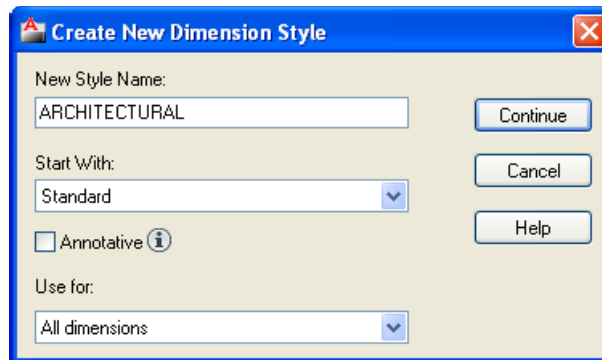 Create New Dimension Style
New Style Name:
ARCHITECTURAL
Continue
Start With:
Cancel
Standard
Help
Annotative
Use for:
All dimensions